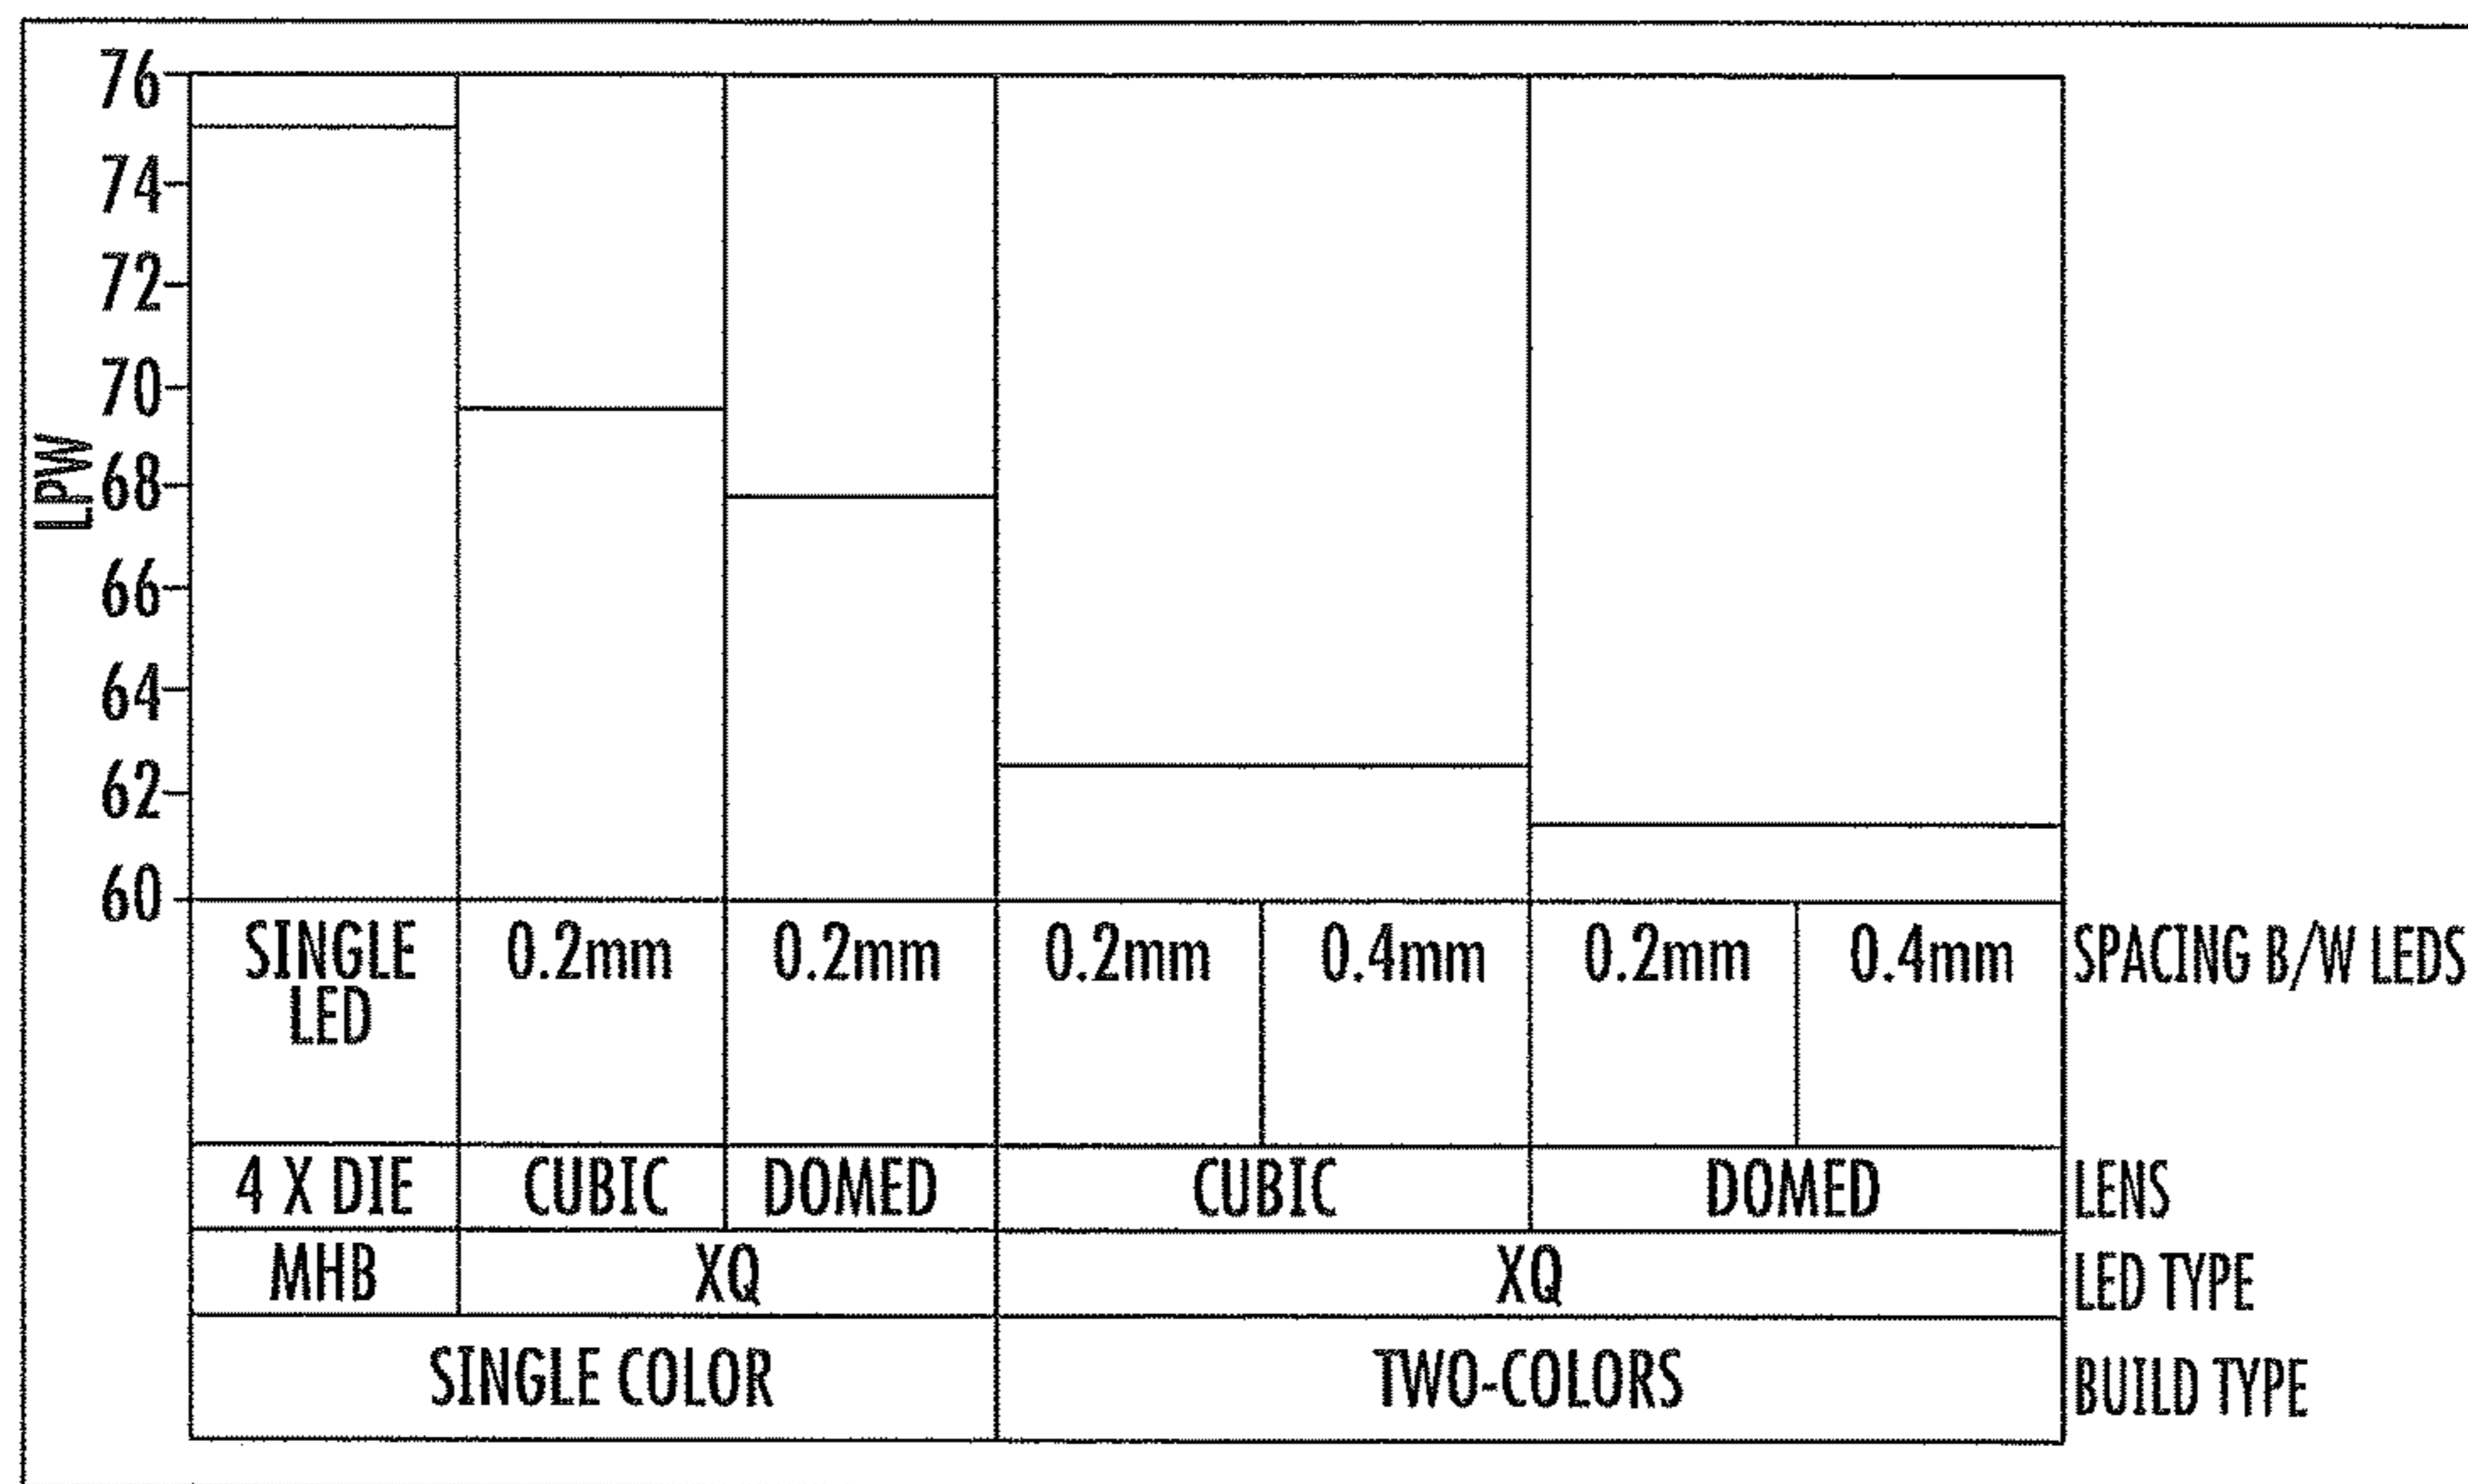 76
74
72
70
68
66
64
62
60
LPW
SINGLE LED 0.2mm 0.2mm 0.2mm 0.4mm 0.2mm 0.4mm SPACING B/W LEDS
4 X DIE CUBIC DOMED CUBIC DOMED LENS
MHB XQ XQ LED TYPE
SINGLE COLOR TWO-COLORS BUILD TYPE